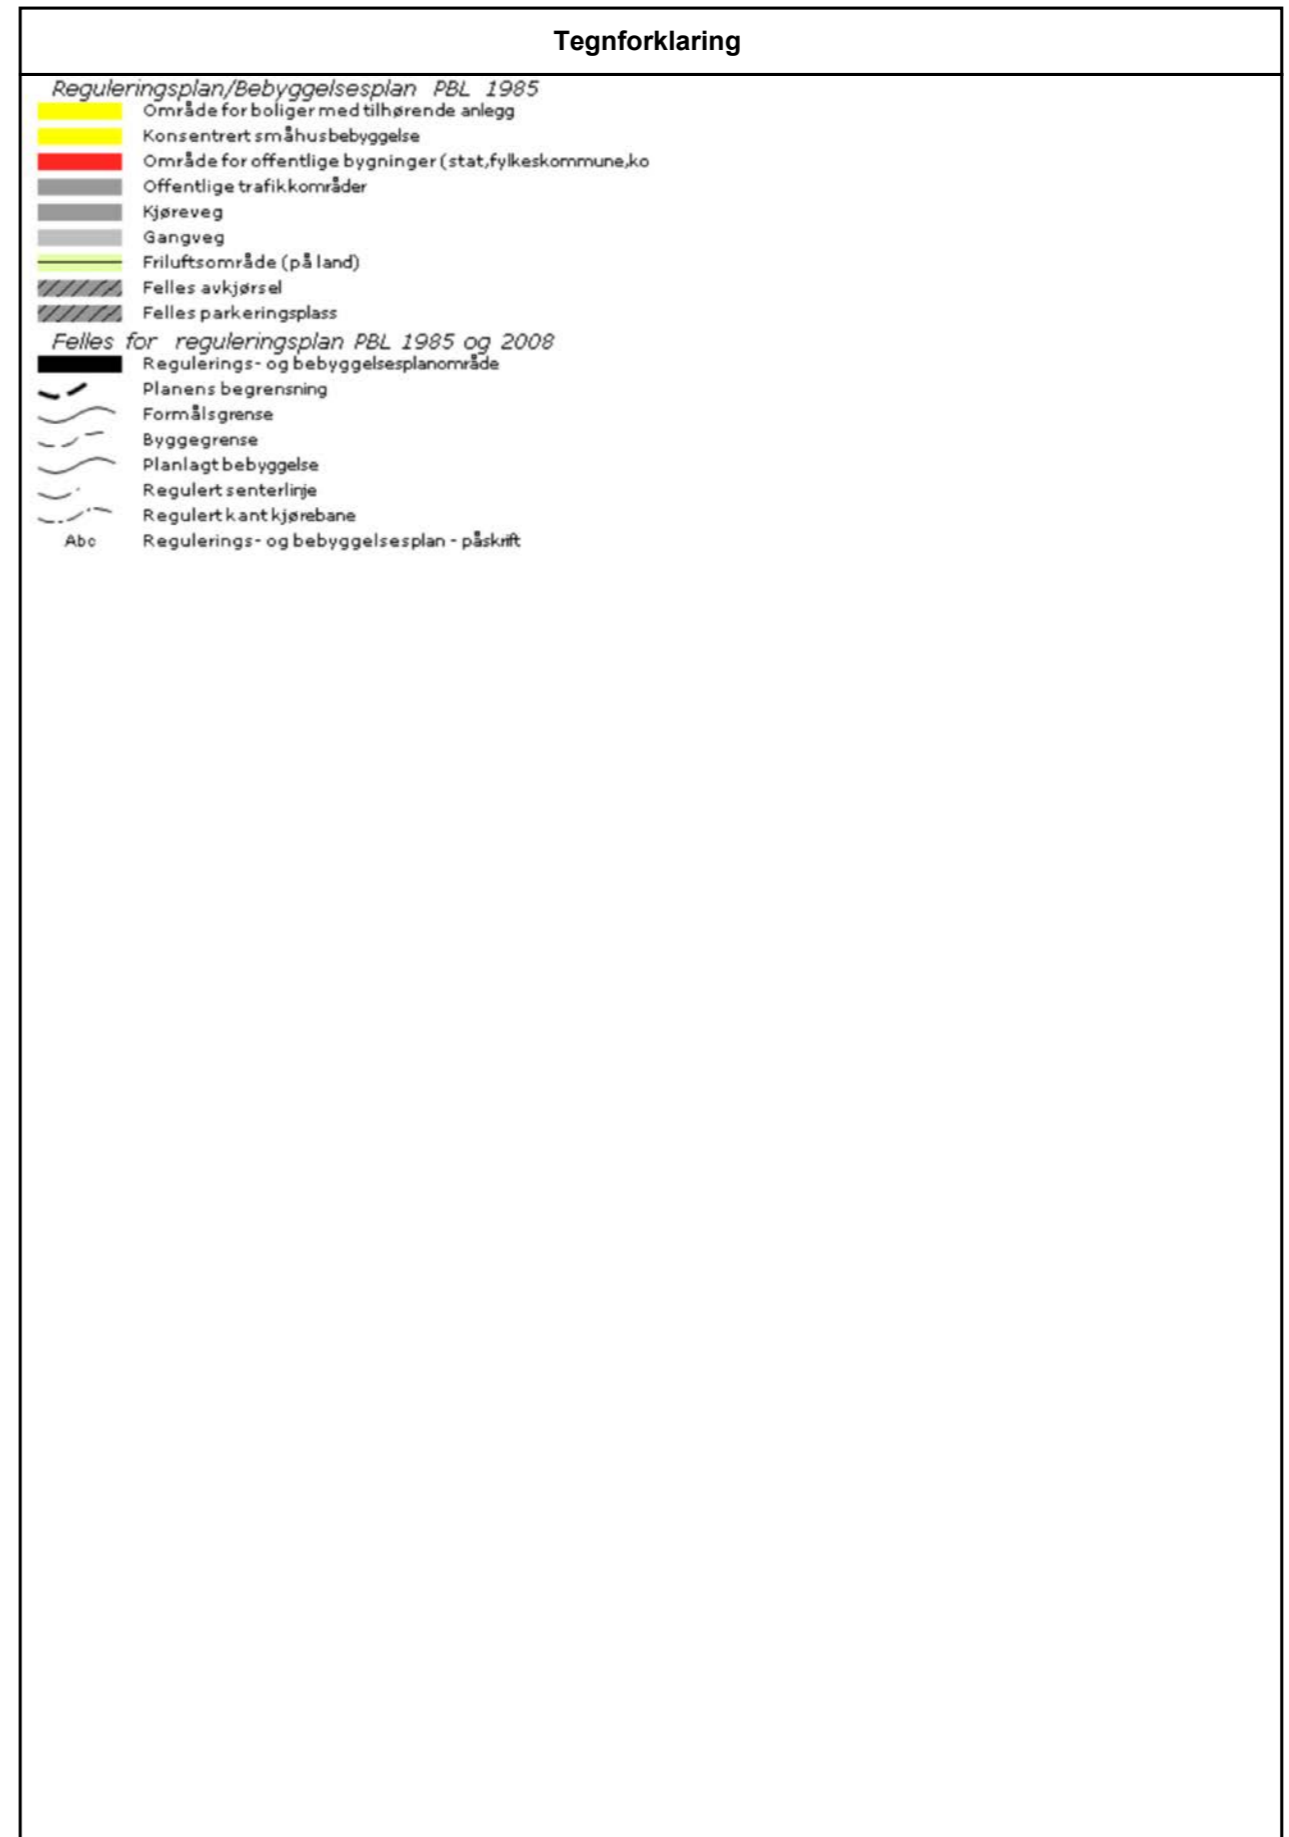 Tegnforklaring
Reguleringsplan/Bebyggelsesplan PBL 1985
Område for boliger med tilhørende anlegg
Konsentrert småhusbebyggelse
Område for offentlige bygninger (stat,fylkeskommune,ko
Offentlige trafikkområder
Kjøreveg
Gangveg
Friluftsområde (på land)
Felles avkjørsel
Felles parkeringsplass
Felles for reguleringsplan PBL 1985 og 2008
Regulerings- og bebyggelsesplanområde
Planens begrensning
Formålsgrense
Byggegrense
Planlagt bebyggelse
Regulert senterlinje
Regulert kant kjørebane
Abc Regulerings- og bebyggelsesplan - påskrift